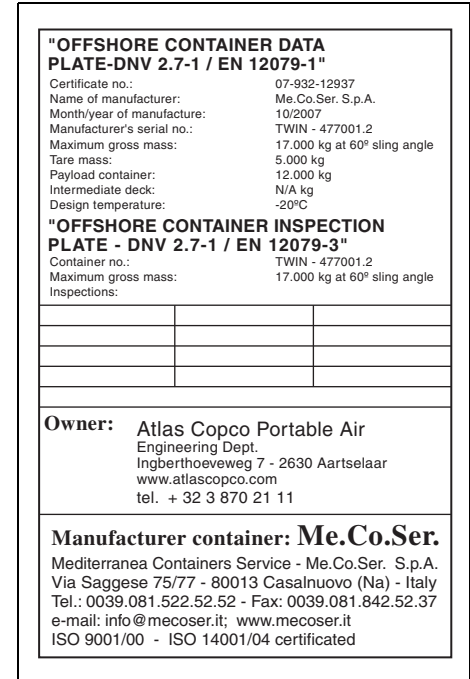 "OFFSHORE CONTAINER DATA
PLATE-DNV 2.7-1 / EN 12079-1"
Certificate no.: 07-932-12937
Name of manufacturer: Me.Co.Ser. S.p.A.
Month/year of manufacture: 10/2007
Manufacturer's serial no.: TWIN - 477001.2
Maximum gross mass: 17.000 kg at 60º sling angle
Tare mass: 5.000 kg
Payload container: 12.000 kg
Intermediate deck: N/A kg
Design temperature: -20ºC
"OFFSHORE CONTAINER INSPECTION
PLATE - DNV 2.7-1 / EN 12079-3"
Container no.: TWIN - 477001.2
Maximum gross mass: 17.000 kg at 60º sling angle
Inspections:
Owner: Atlas Copco Portable Air
Engineering Dept.
Ingberthoeveweg 7 - 2630 Aartselaar
www.atlascopco.com
tel. + 32 3 870 21 11
Manufacturer container: Me.Co.Ser.
Mediterranea Containers Service - Me.Co.Ser. S.p.A.
Via Saggese 75/77 - 80013 Casalnuovo (Na) - Italy
Tel.: 0039.081.522.52.52 - Fax: 0039.081.842.52.37
e-mail: info@mecoser.it; www.mecoser.it
ISO 9001/00 - ISO 14001/04 certificated